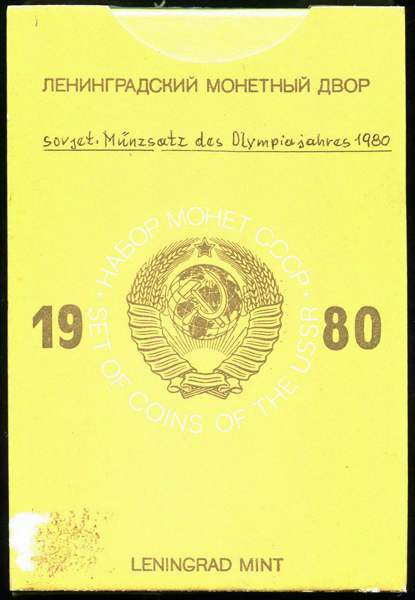 ЛЕНИНГРАДСКИЙ МОНЕТНЫЙ ДВОР
sovjet. Münzsatz des Olympiajahres 1980
· НАБОР МОНЕТ СССР ·
19 80
SET OF COINS OF THE USSR
LENINGRAD MINT